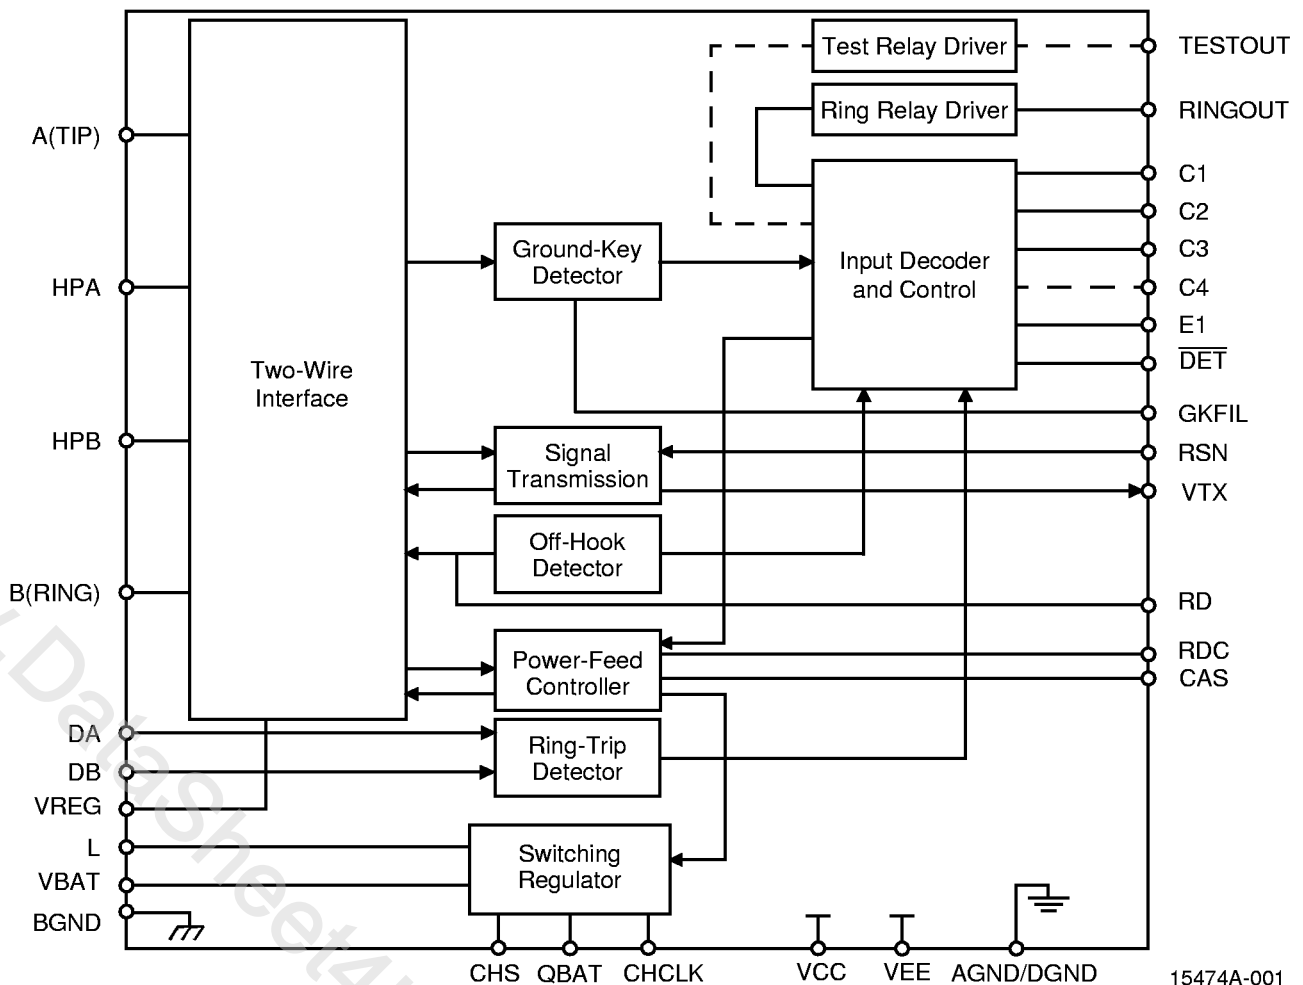 Test Relay Driver
TESTOUT
Ring Relay Driver
RINGOUT
A(TIP)
HPA
HPB
B(RING)
DA
DB
VREG
L
VBAT
BGND
Two-Wire
Interface
Ground-Key
Detector
Input Decoder
and Control
Signal
Transmission
Off-Hook
Detector
Power-Feed
Controller
Ring-Trip
Detector
Switching
Regulator
C1
C2
C3
C4
E1
DET
GKFIL
RSN
VTX
RD
RDC
CAS
CHS
QBAT
CHCLK
VCC
VEE
AGND/DGND
15474A-001
.DataSheet4